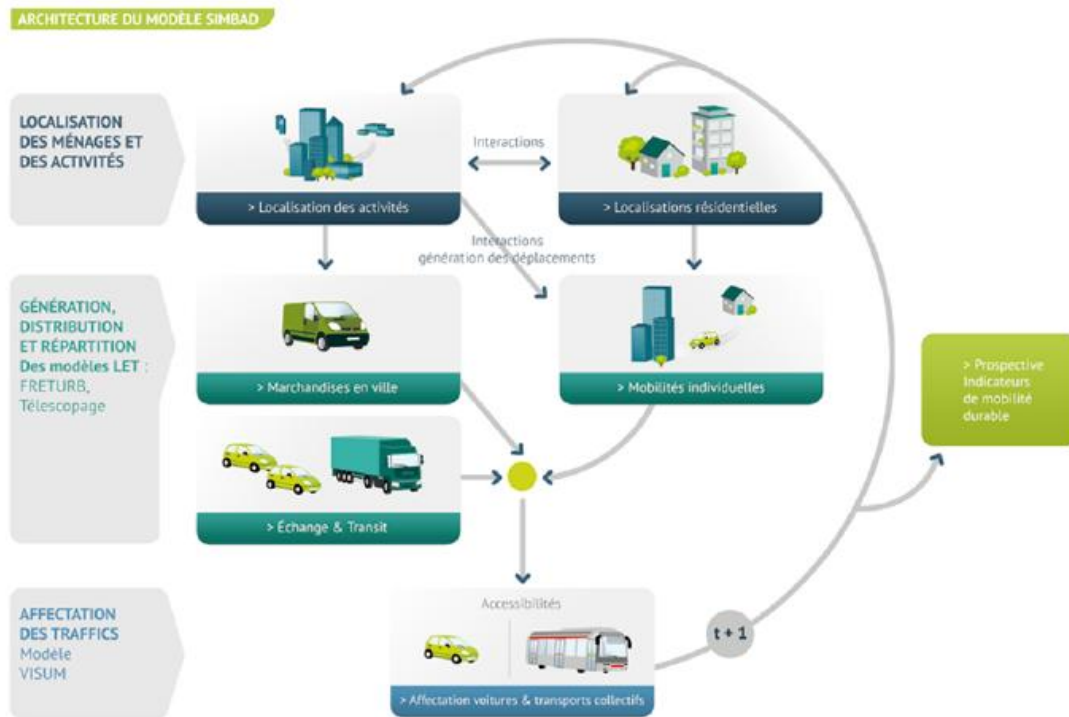 ARCHITECTURE DU MODÈLE SIMBAD
LOCALISATION
DES MÉNAGES ET
DES ACTIVITÉS
Interactions
> Localisation des activités
> Localisations résidentielles
Interactions
génération des déplacements
GÉNÉRATION,
DISTRIBUTION
ET RÉPARTITION
Des modèles LET :
FRETURB,
Télescopage
> Marchandises en ville
> Mobilités individuelles
> Prospective
Indicateurs
de mobilité
durable
> Échange & Transit
AFFECTATION
DES TRAFFICS
Modèle
VISUM
Accessibilités
t + 1
> Affectation voitures & transports collectifs